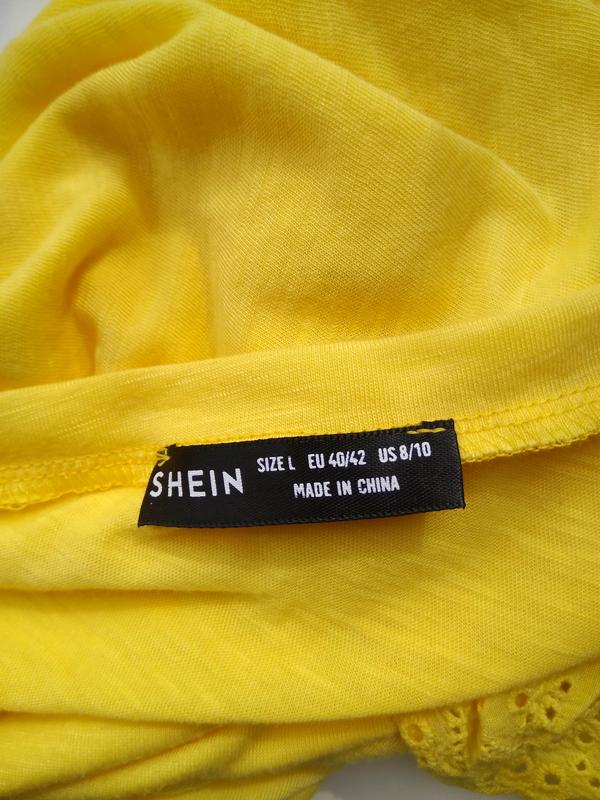 SHEIN
SIZE L EU 40/42 US 8/10
MADE IN CHINA